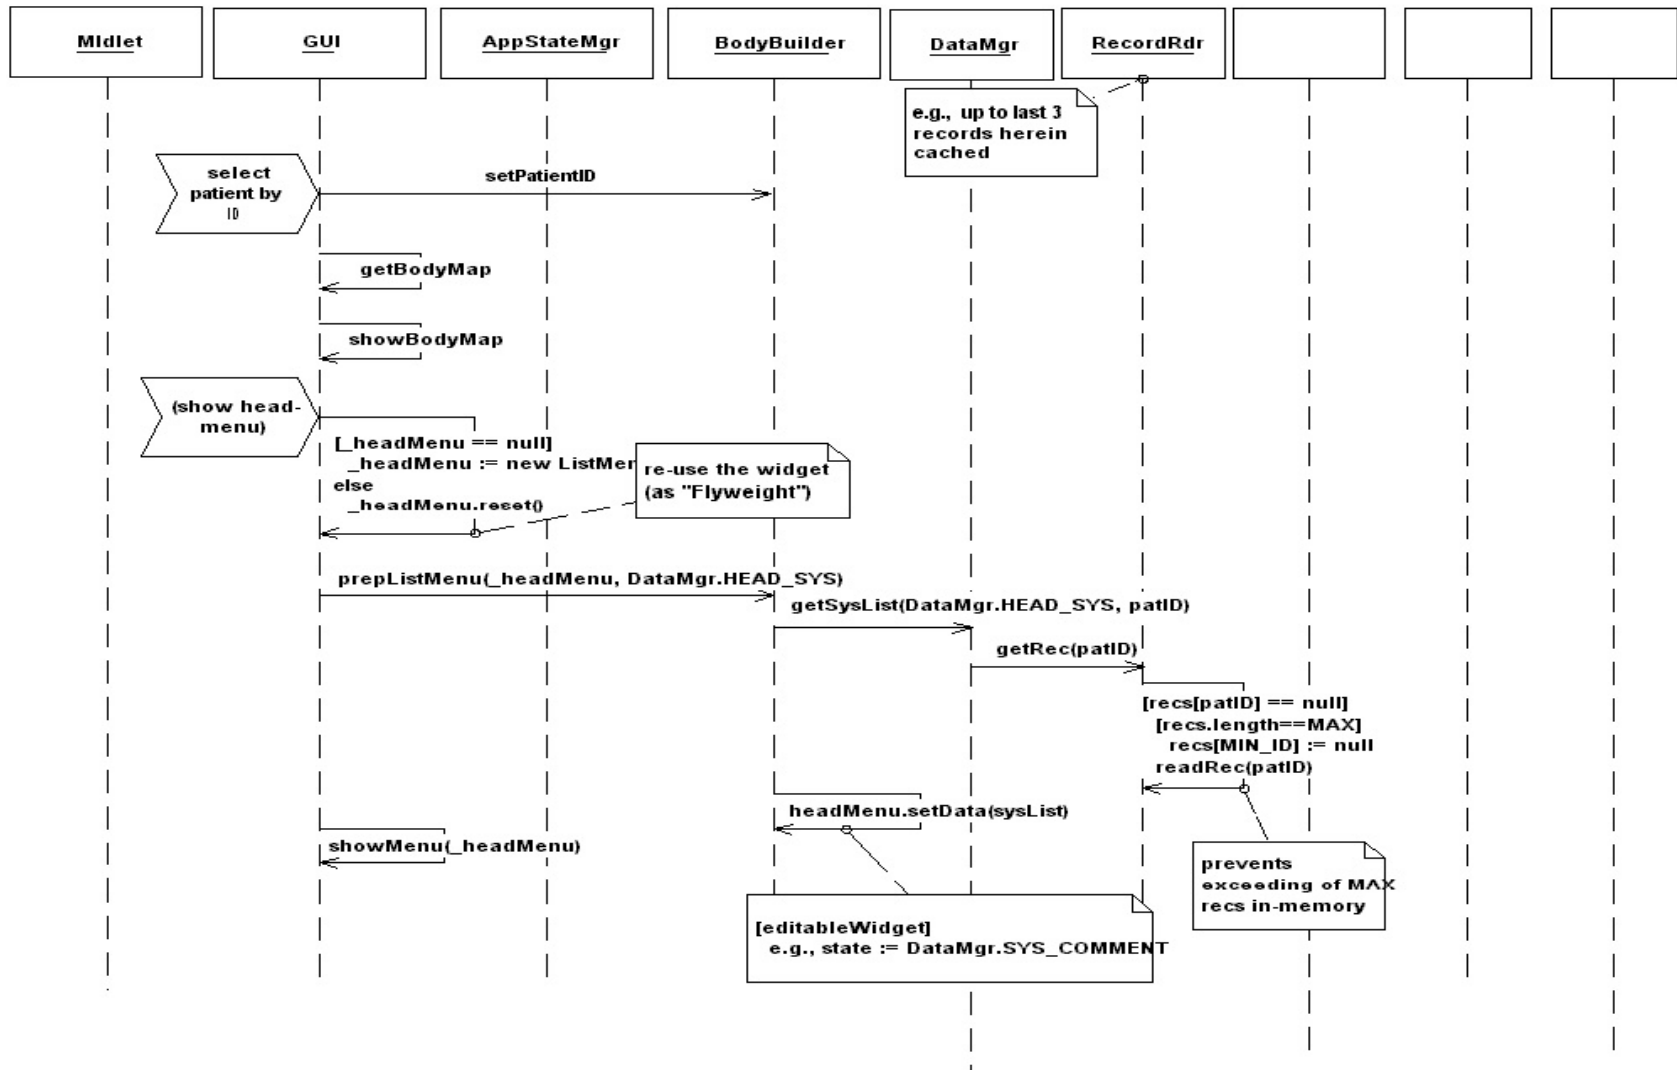 MIdlet
GUI
AppStateMgr
BodyBuilder
DataMgr
RecordRdr
e.g., up to last 3
records herein
cached
select
patient by
ID
setPatientID
getBodyMap
showBodyMap
(show head-
menu)
[_headMenu == null]
_headMenu := new ListMen
else
_headMenu.reset()
re-use the widget
(as "Flyweight")
prepListMenu(_headMenu, DataMgr.HEAD_SYS)
getSysList(DataMgr.HEAD_SYS, patID)
getRec(patID)
[recs[patID] == null]
[recs.length==MAX]
recs[MIN_ID] := null
readRec(patID)
headMenu.setData(sysList)
showMenu(_headMenu)
prevents
exceeding of MAX
recs in-memory
[editableWidget]
e.g., state := DataMgr.SYS_COMMENT